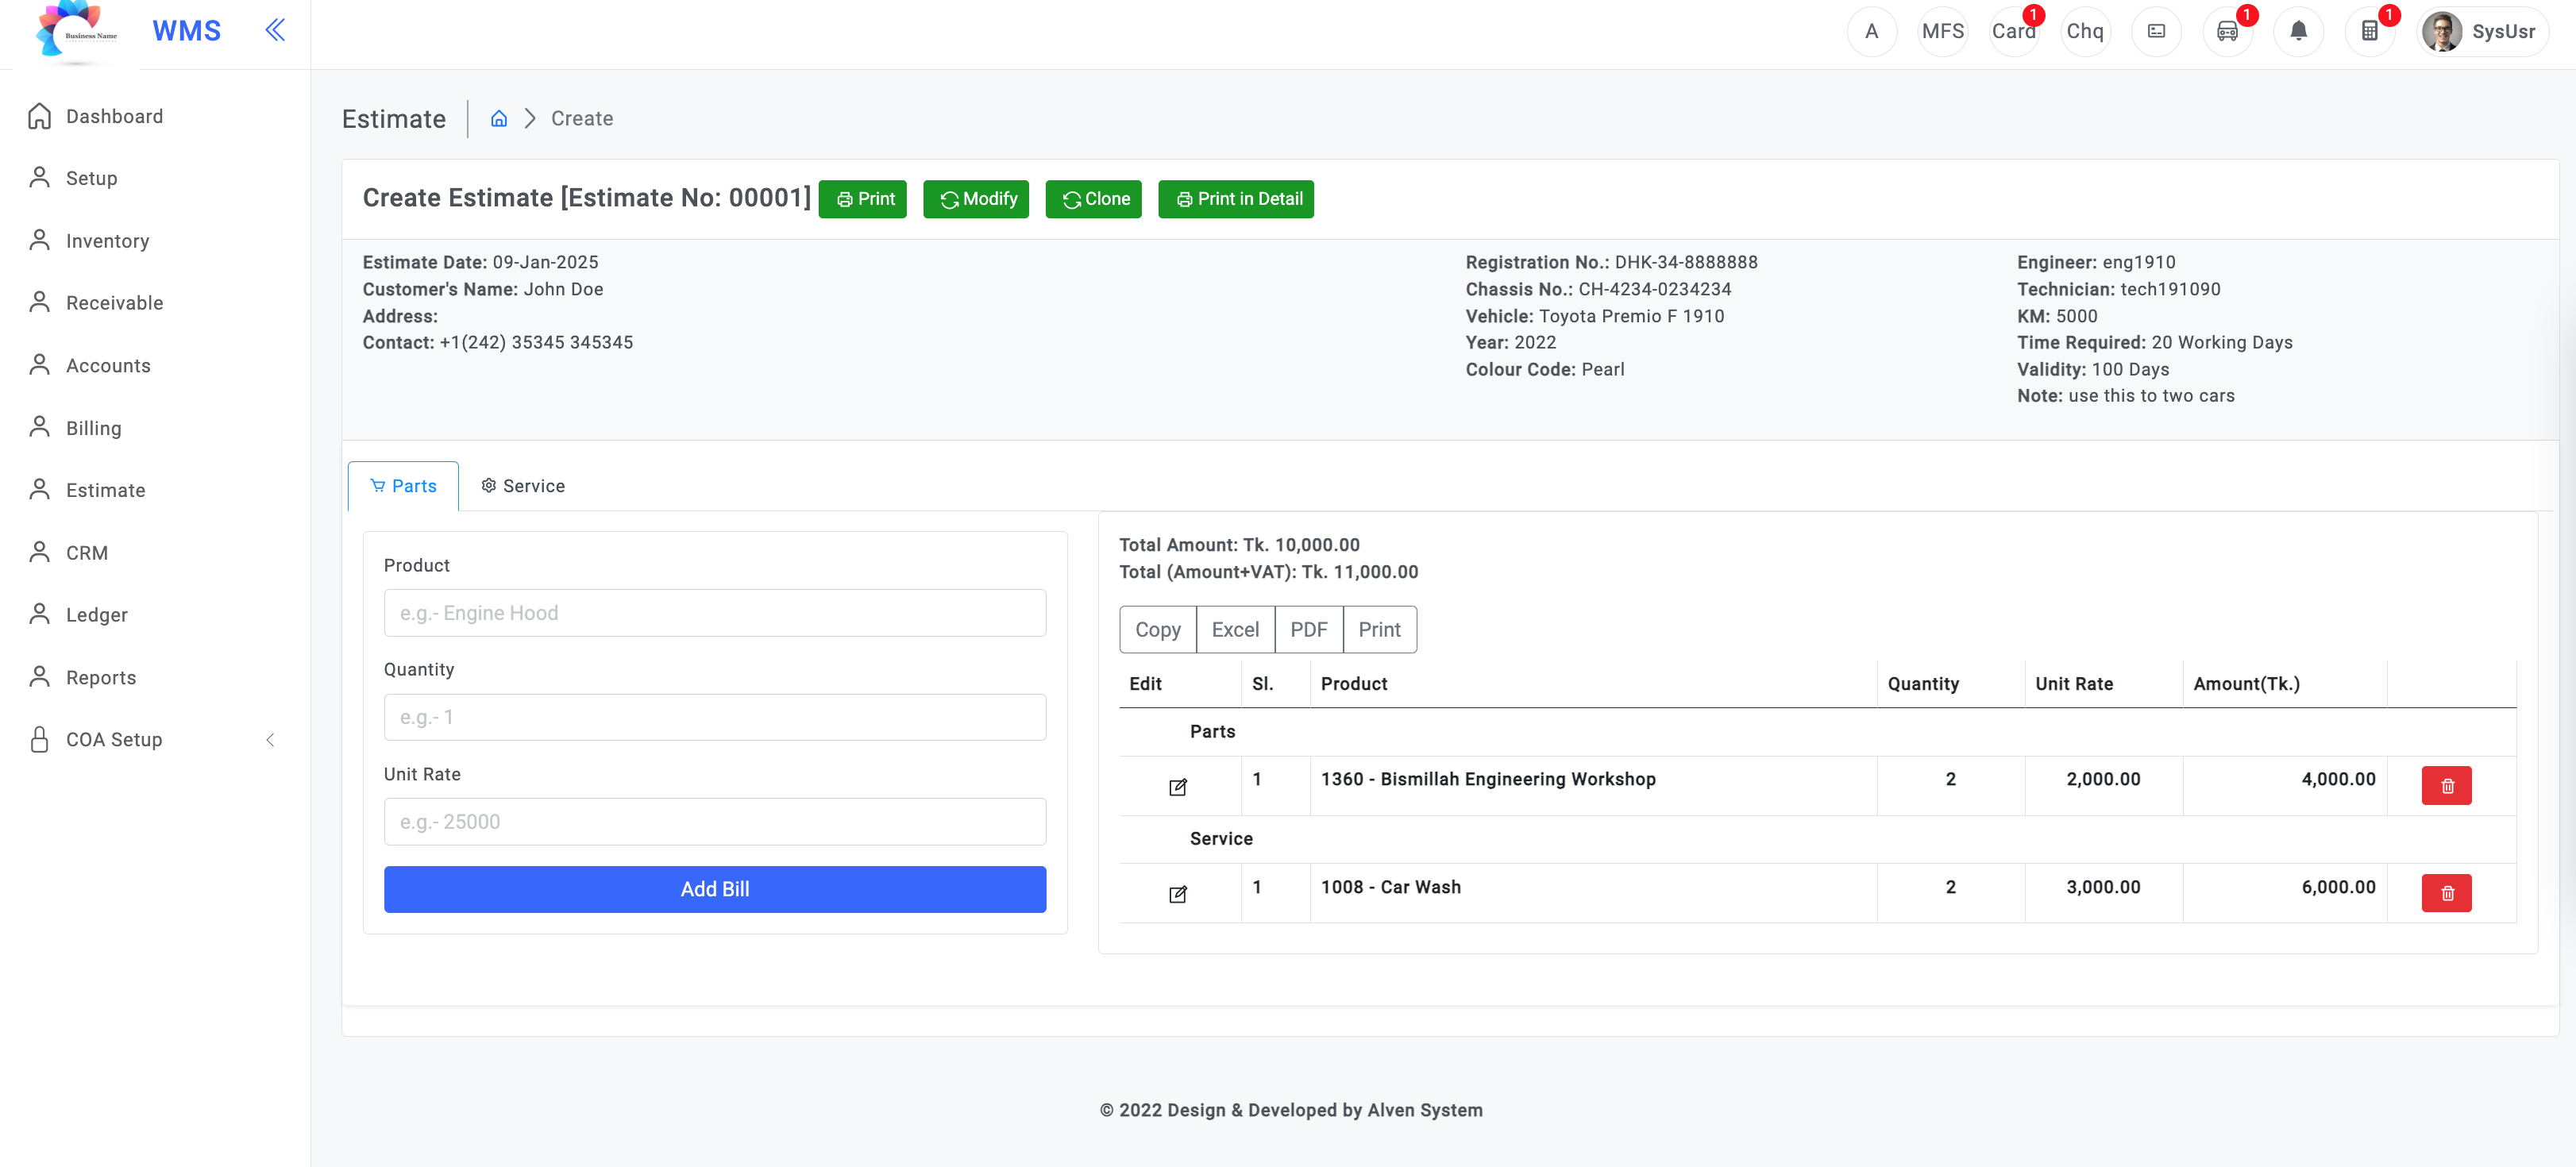 Business Name
WMS
A
MFS
Card
1
Chq
1
1
SysUsr
Dashboard
Setup
Inventory
Receivable
Accounts
Billing
Estimate
CRM
Ledger
Reports
COA Setup
Estimate
Create
Create Estimate [Estimate No: 00001]
Print
Modify
Clone
Print in Detail
Estimate Date: 09-Jan-2025
Customer's Name: John Doe
Address:
Contact: +1(242) 35345 345345
Registration No.: DHK-34-8888888
Chassis No.: CH-4234-0234234
Vehicle: Toyota Premio F 1910
Year: 2022
Colour Code: Pearl
Engineer: eng1910
Technician: tech191090
KM: 5000
Time Required: 20 Working Days
Validity: 100 Days
Note: use this to two cars
Parts
Service
Product
e.g.- Engine Hood
Quantity
e.g.- 1
Unit Rate
e.g.- 25000
Add Bill
Total Amount: Tk. 10,000.00
Total (Amount+VAT): Tk. 11,000.00
Copy Excel PDF Print
Edit Sl. Product Quantity Unit Rate Amount(Tk.)
Parts
1 1360 - Bismillah Engineering Workshop 2 2,000.00 4,000.00
Service
1 1008 - Car Wash 2 3,000.00 6,000.00
© 2022 Design & Developed by Alven System